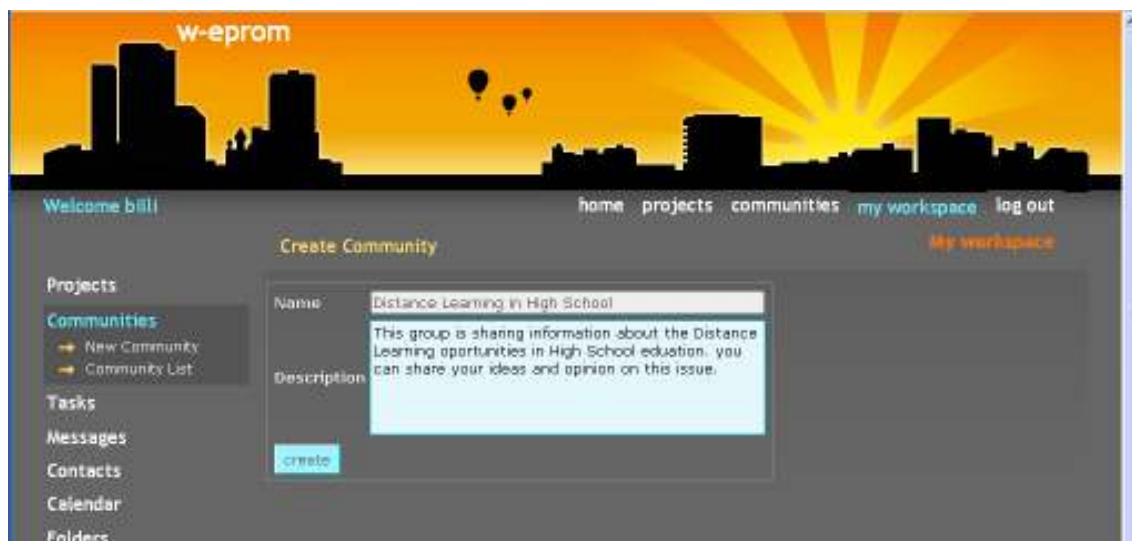 w-eprom
Welcome billi
home projects communities my workspace log out
Create Community
My workspace
Projects
Communities
New Community
Community List
Tasks
Messages
Contacts
Calendar
Folders
Name
Distance Learning in High School
Description
This group is sharing information about the Distance
Learning oportunities in High School eduation. you
can share your ideas and opinion on this issue.
create